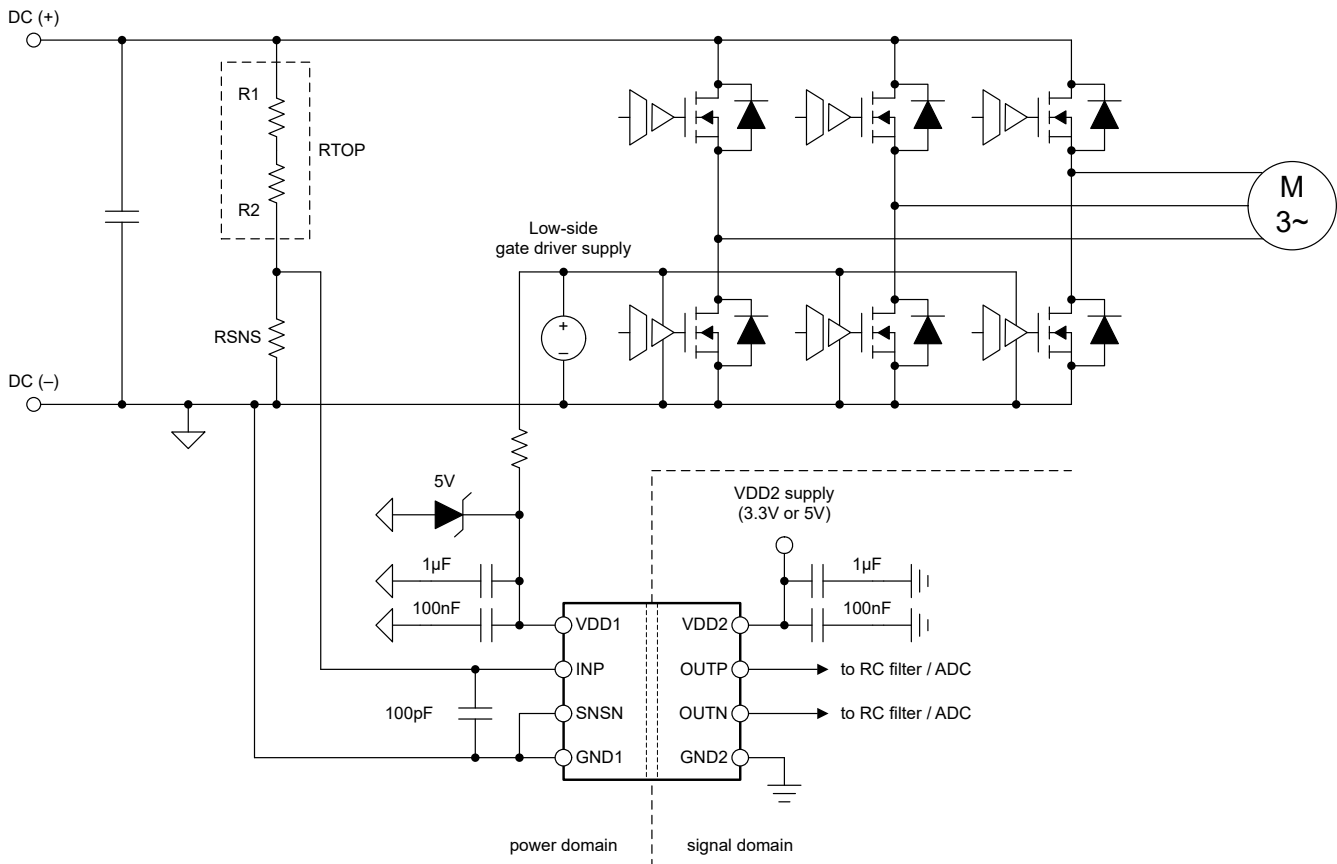 DC (+)
R1
RTOP
R2
M
3~
Low-side
gate driver supply
+
–
RSNS
DC (–)
5V
VDD2 supply
(3.3V or 5V)
1µF
1µF
100nF
100nF
VDD1
VDD2
INP
OUTP
to RC filter / ADC
100pF
SNSN
OUTN
to RC filter / ADC
GND1
GND2
power domain
signal domain